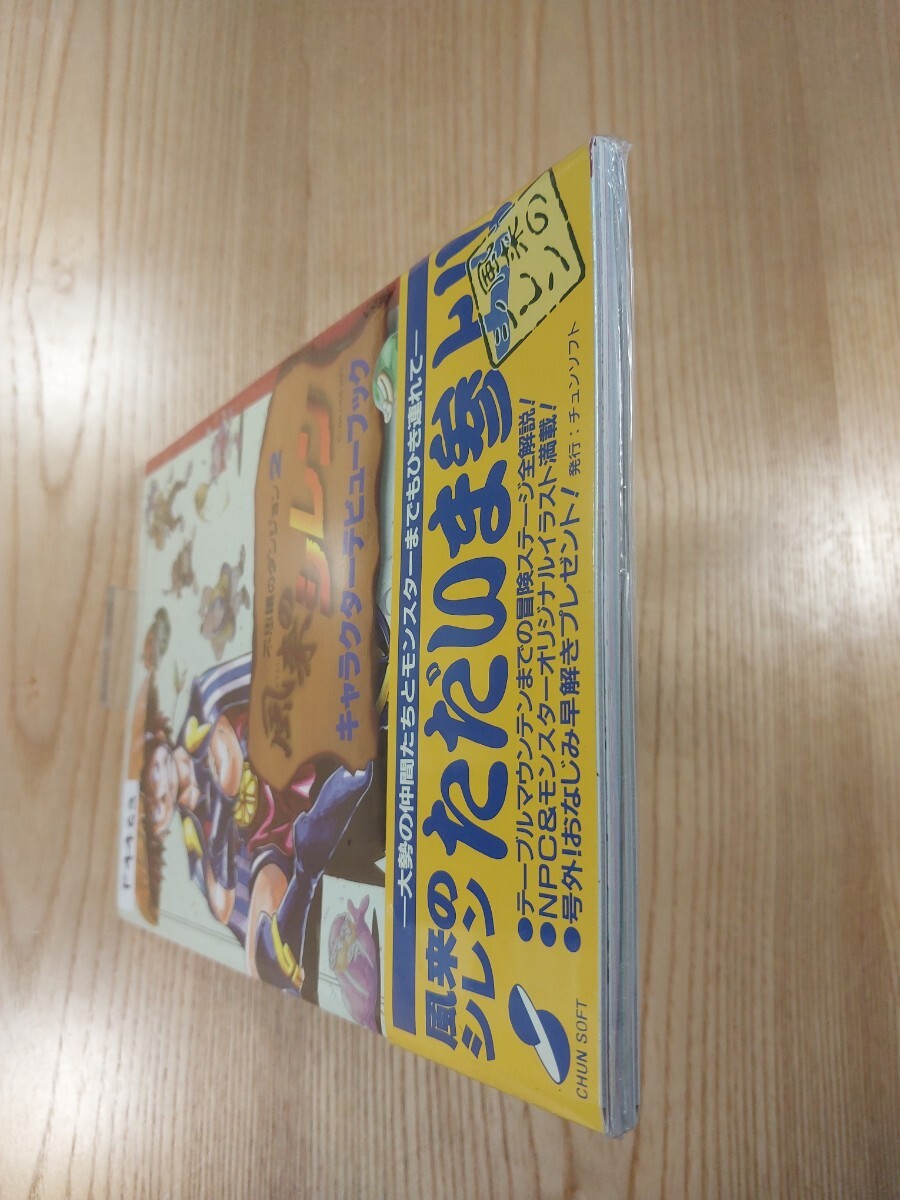 F4463
不思議のダンジョン2
風来のシレン
キャラクターデビューブック
―大勢の仲間たちとモンスターまでもひき連れて―
風来の
シレン
ただいま参上!!
風来の
シレン
●テーブルマウンテンまでの冒険ステージ全解説!
●NPC&モンスターオリジナルイラスト満載!
●号外!おなじみ早解きプレゼント!
発行:チュンソフト
CHUN SOFT